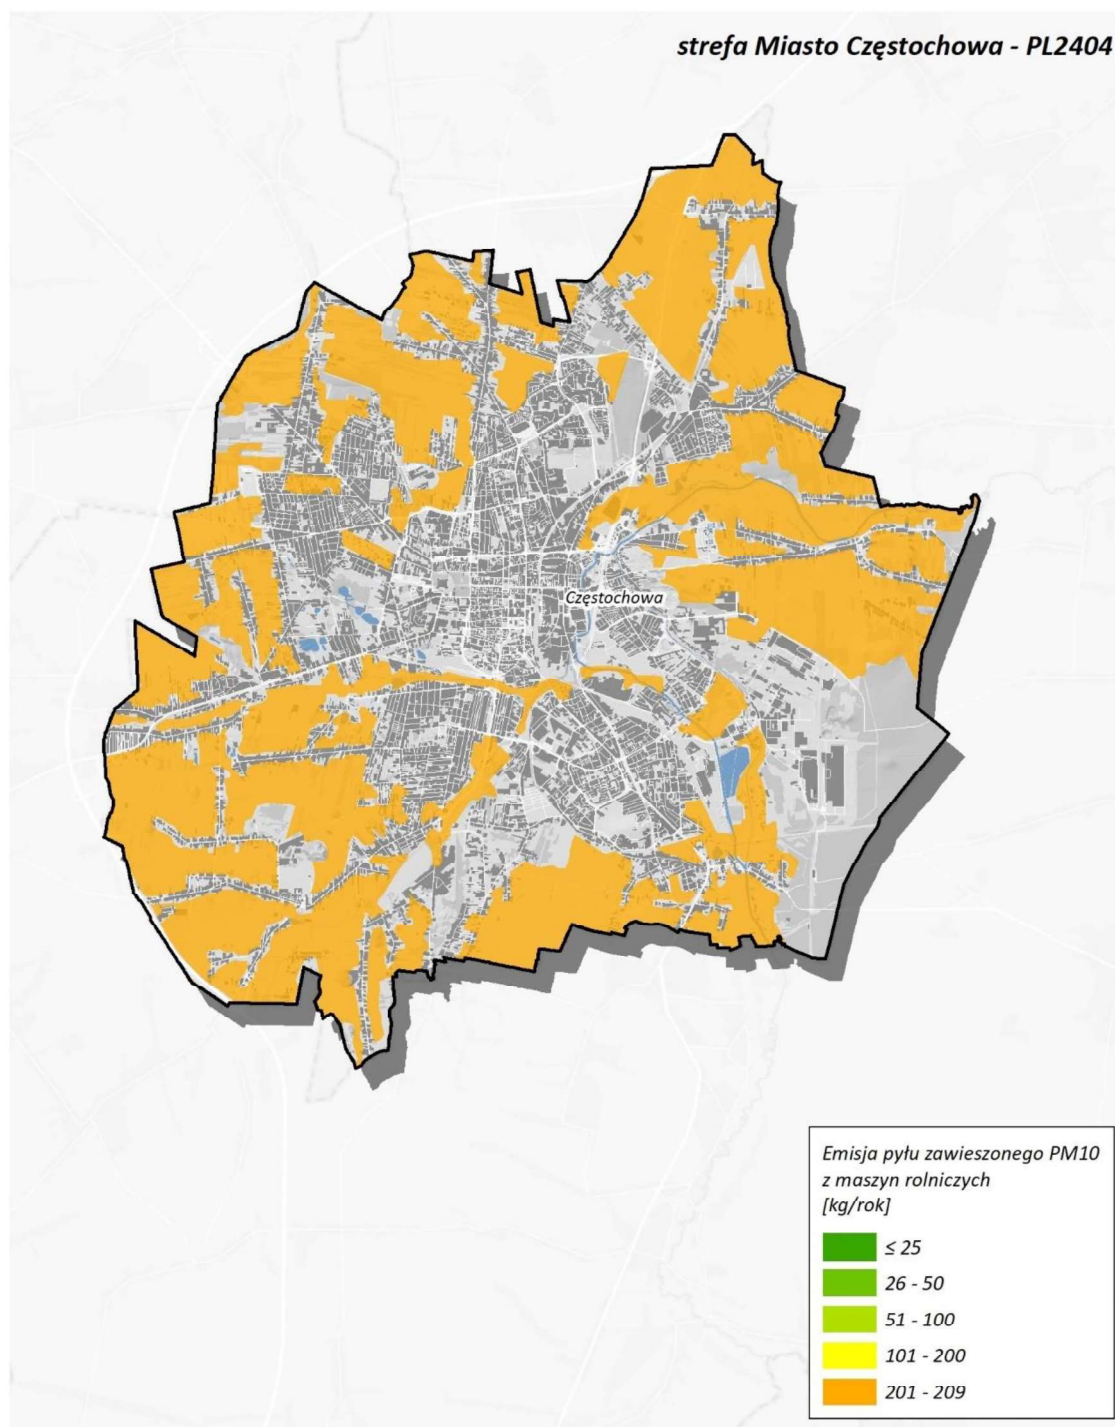 strefa Miasto Częstochowa - PL2404
Częstochowa
Emisja pyłu zawieszonego PM10
z maszyn rolniczych
[kg/rok]
≤ 25
26 - 50
51 - 100
101 - 200
201 - 209